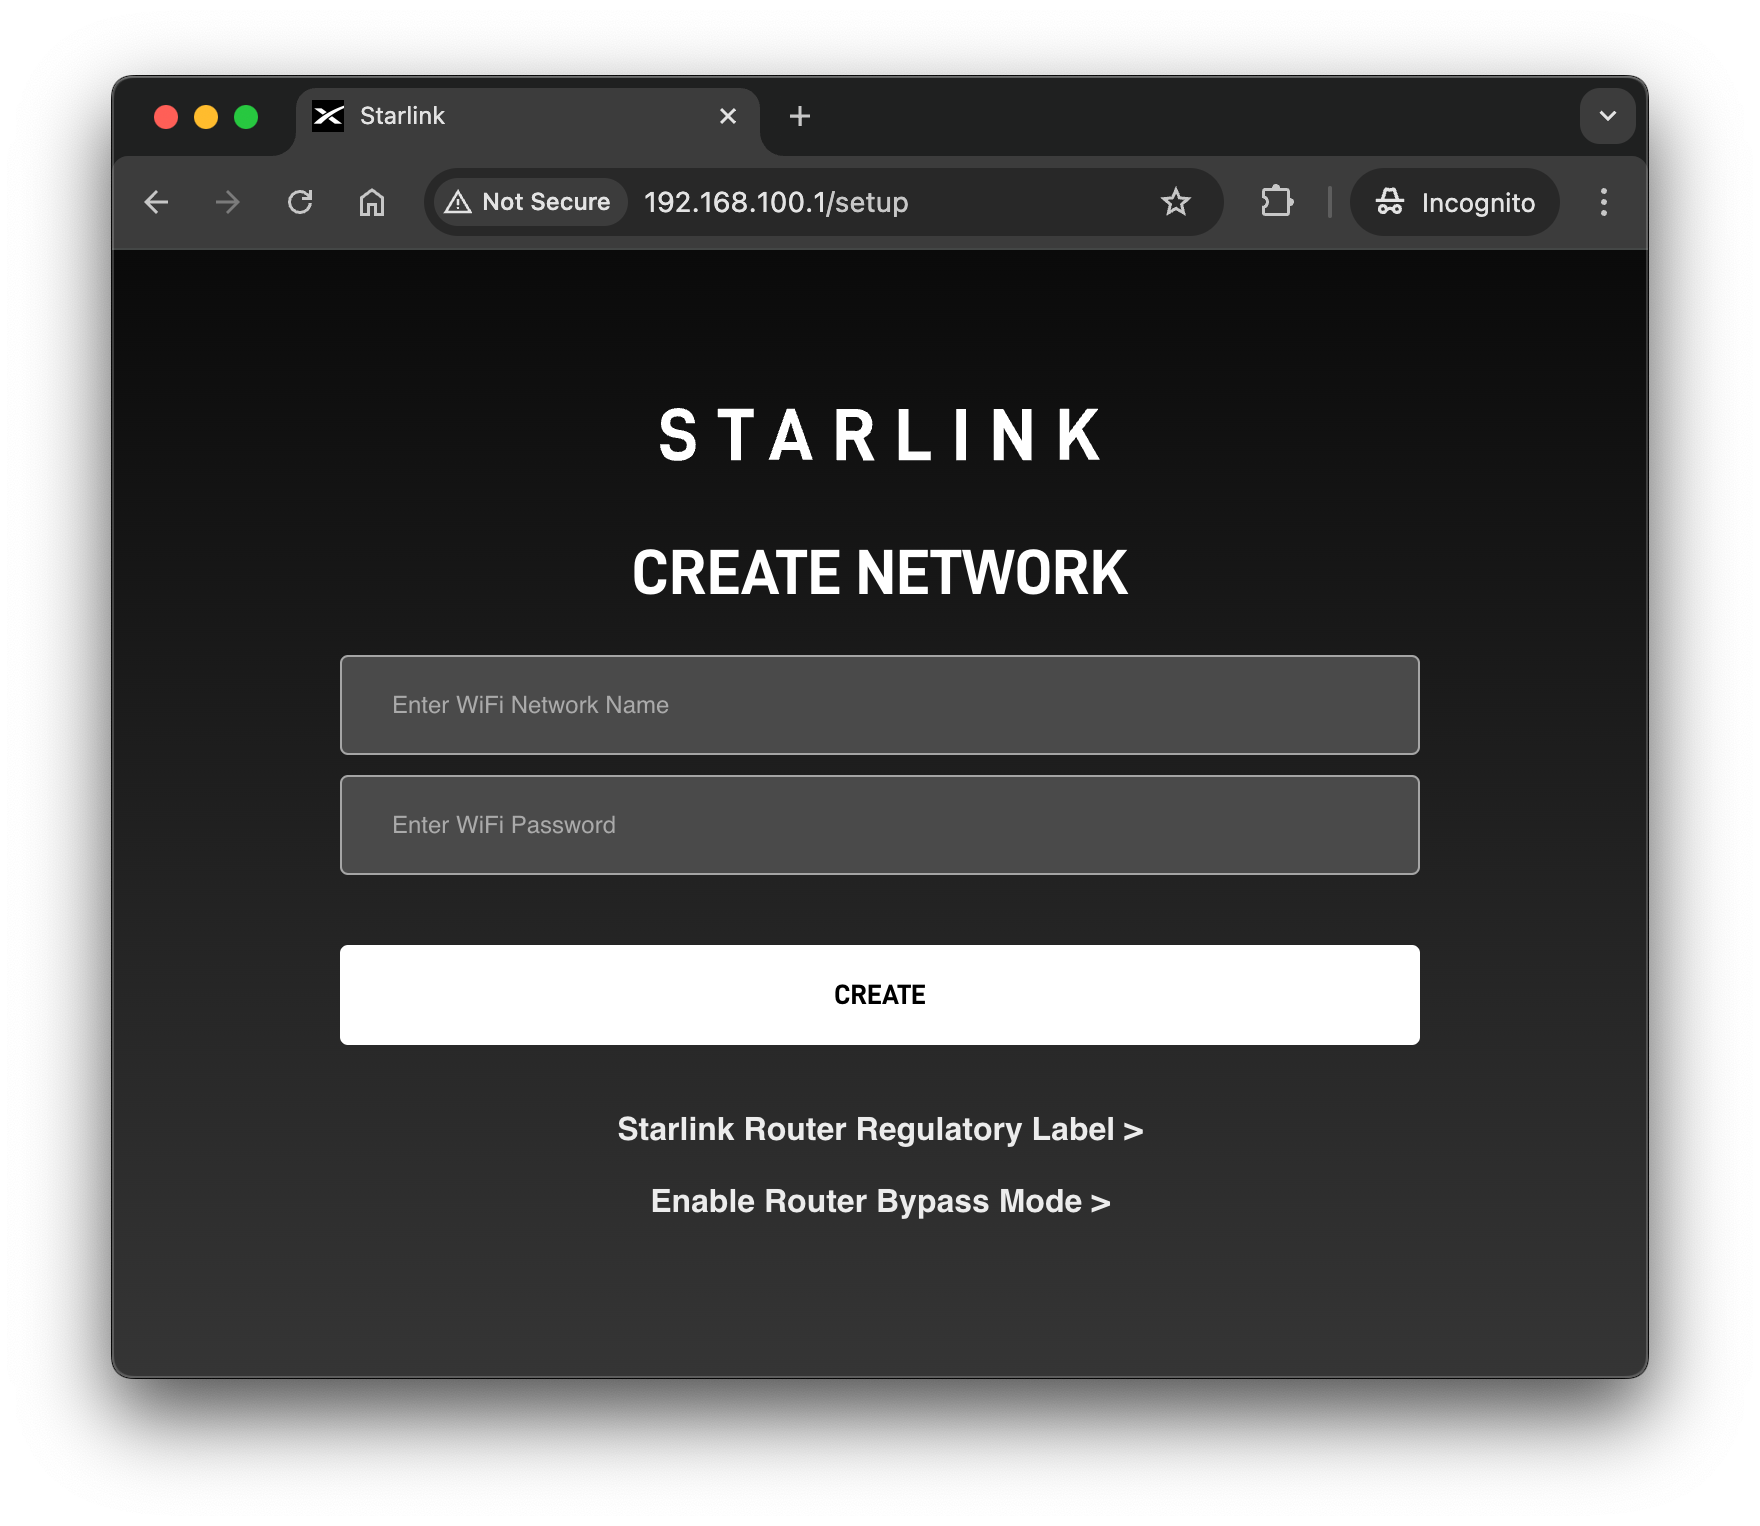 Starlink
Not Secure 192.168.100.1/setup Incognito
STARLINK
CREATE NETWORK
Enter WiFi Network Name
Enter WiFi Password
CREATE
Starlink Router Regulatory Label >
Enable Router Bypass Mode >